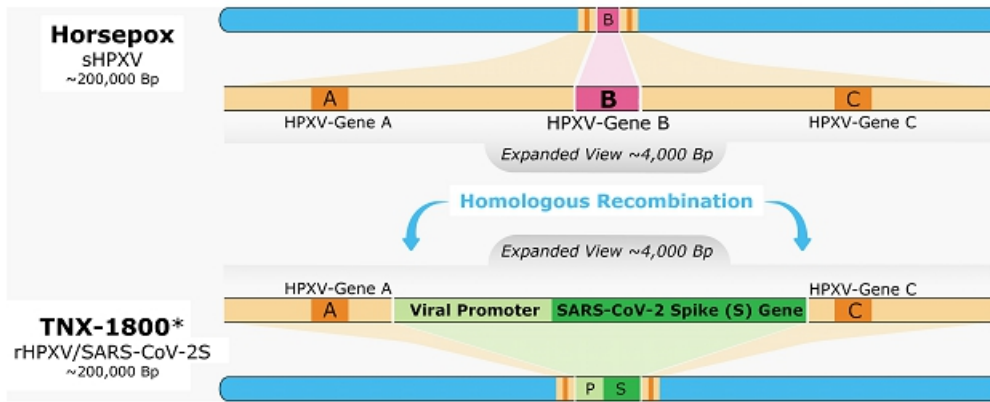 B
Horsepox
sHPXV
~200,000 Bp
A B C
HPXV-Gene A HPXV-Gene B HPXV-Gene C
Expanded View ~4,000 Bp
Homologous Recombination
Expanded View ~4,000 Bp
HPXV-Gene A HPXV-Gene C
A Viral Promoter SARS-CoV-2 Spike (S) Gene C
TNX-1800*
rHPXV/SARS-CoV-2S
~200,000 Bp
P S